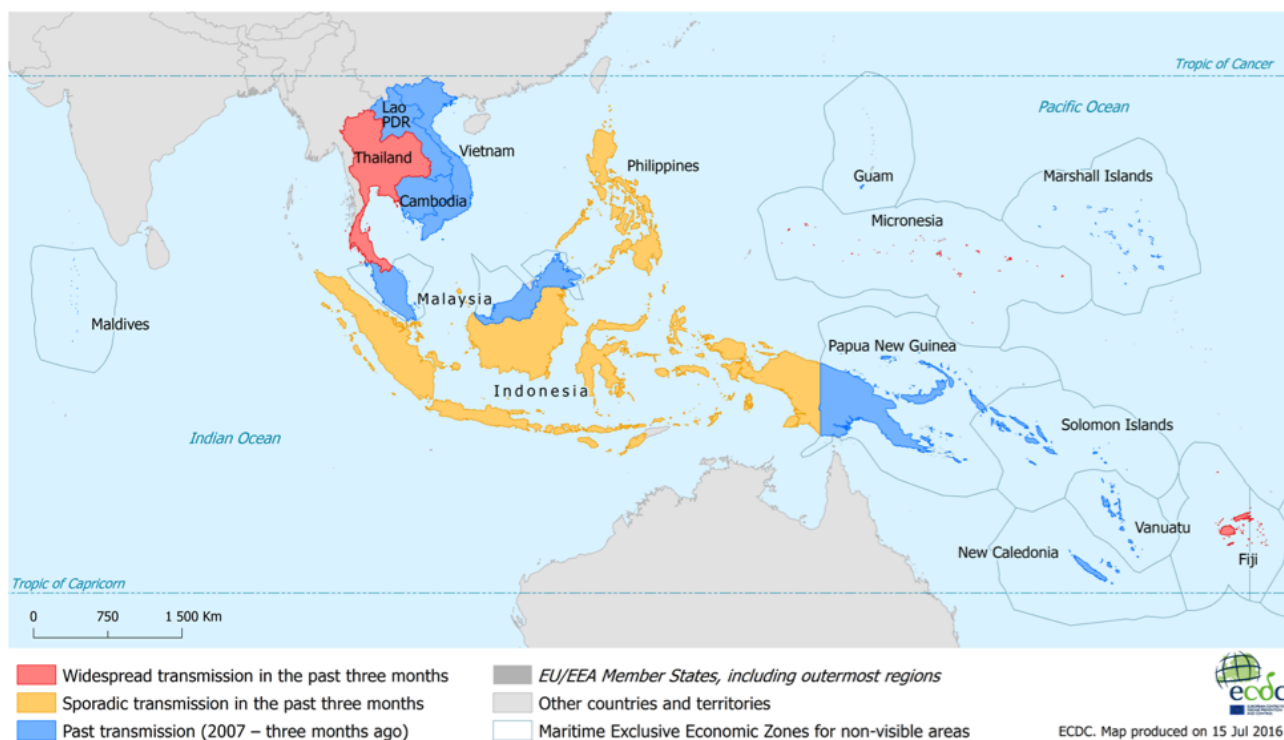 Tropic of Cancer
Pacific Ocean
Lao
PDR
Thailand
Vietnam
Philippines
Cambodia
Guam
Marshall Islands
Micronesia
Malaysia
Maldives
Papua New Guinea
Indonesia
Indian Ocean
Solomon Islands
Vanuatu
New Caledonia
Fiji
Tropic of Capricorn
0 750 1 500 Km
Widespread transmission in the past three months
Sporadic transmission in the past three months
Past transmission (2007 – three months ago)
EU/EEA Member States, including outermost regions
Other countries and territories
Maritime Exclusive Economic Zones for non-visible areas
ecdc
ECDC. Map produced on 15 Jul 2016